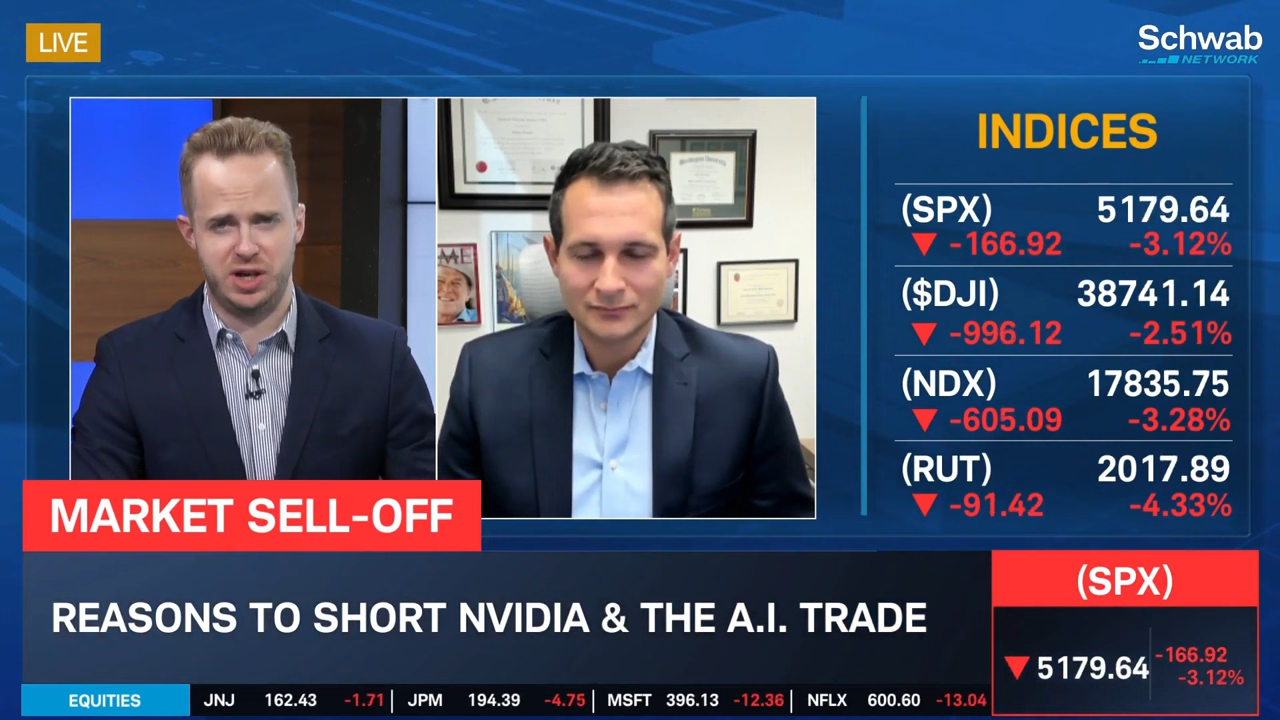 LIVE
Schwab
NETWORK
INDICES
(SPX) 5179.64
▼ -166.92 -3.12%
($DJI) 38741.14
▼ -996.12 -2.51%
(NDX) 17835.75
▼ -605.09 -3.28%
(RUT) 2017.89
▼ -91.42 -4.33%
MARKET SELL-OFF
REASONS TO SHORT NVIDIA & THE A.I. TRADE
(SPX)
▼ 5179.64 -166.92
-3.12%
EQUITIES JNJ 162.43 -1.71 JPM 194.39 -4.75 MSFT 396.13 -12.36 NFLX 600.60 -13.04